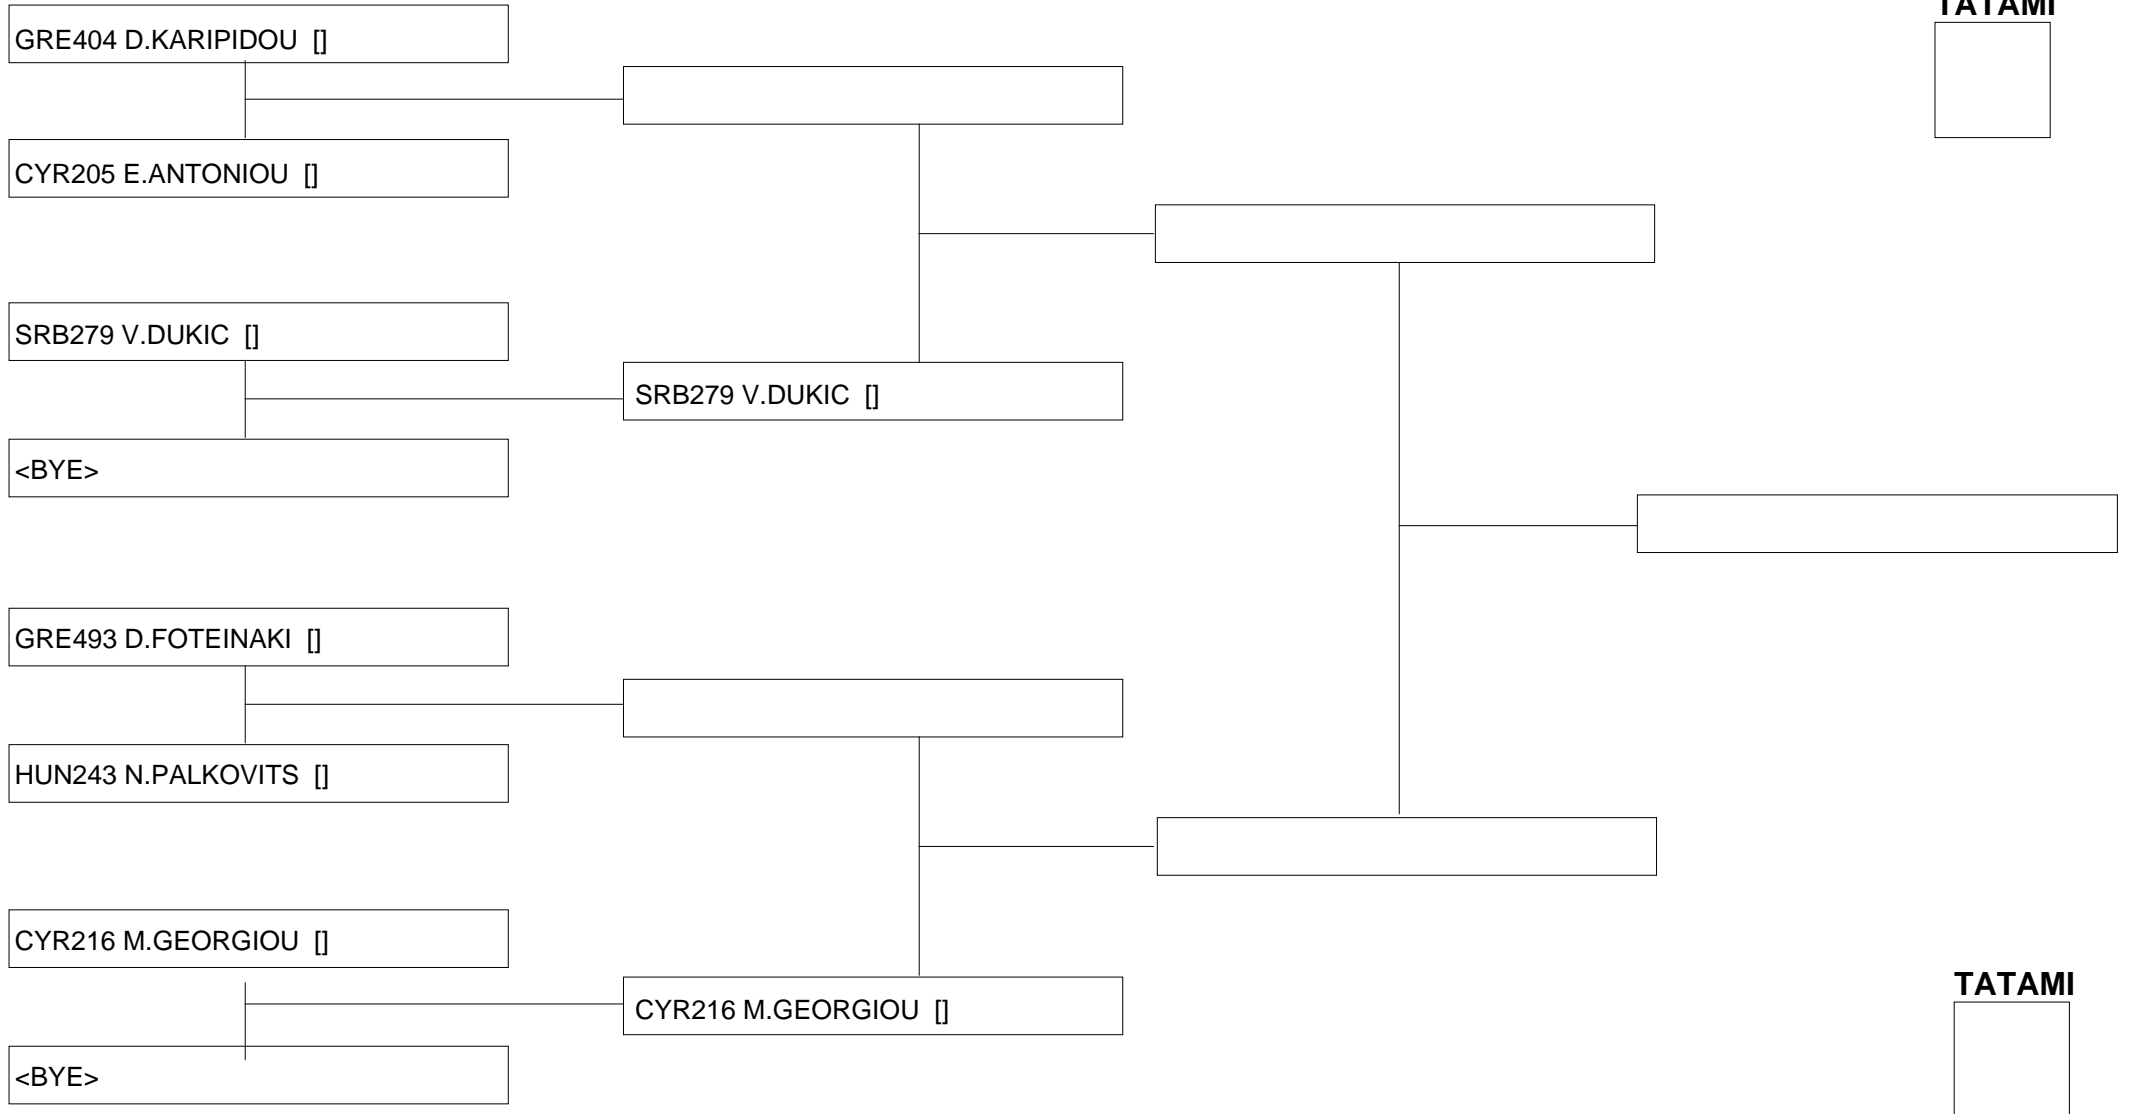 TATAMI
GRE404 D.KARIPIDOU []
CYR205 E.ANTONIOU []
SRB279 V.DUKIC []
SRB279 V.DUKIC []
<BYE>
GRE493 D.FOTEINAKI []
HUN243 N.PALKOVITS []
CYR216 M.GEORGIOU []
TATAMI
CYR216 M.GEORGIOU []
<BYE>